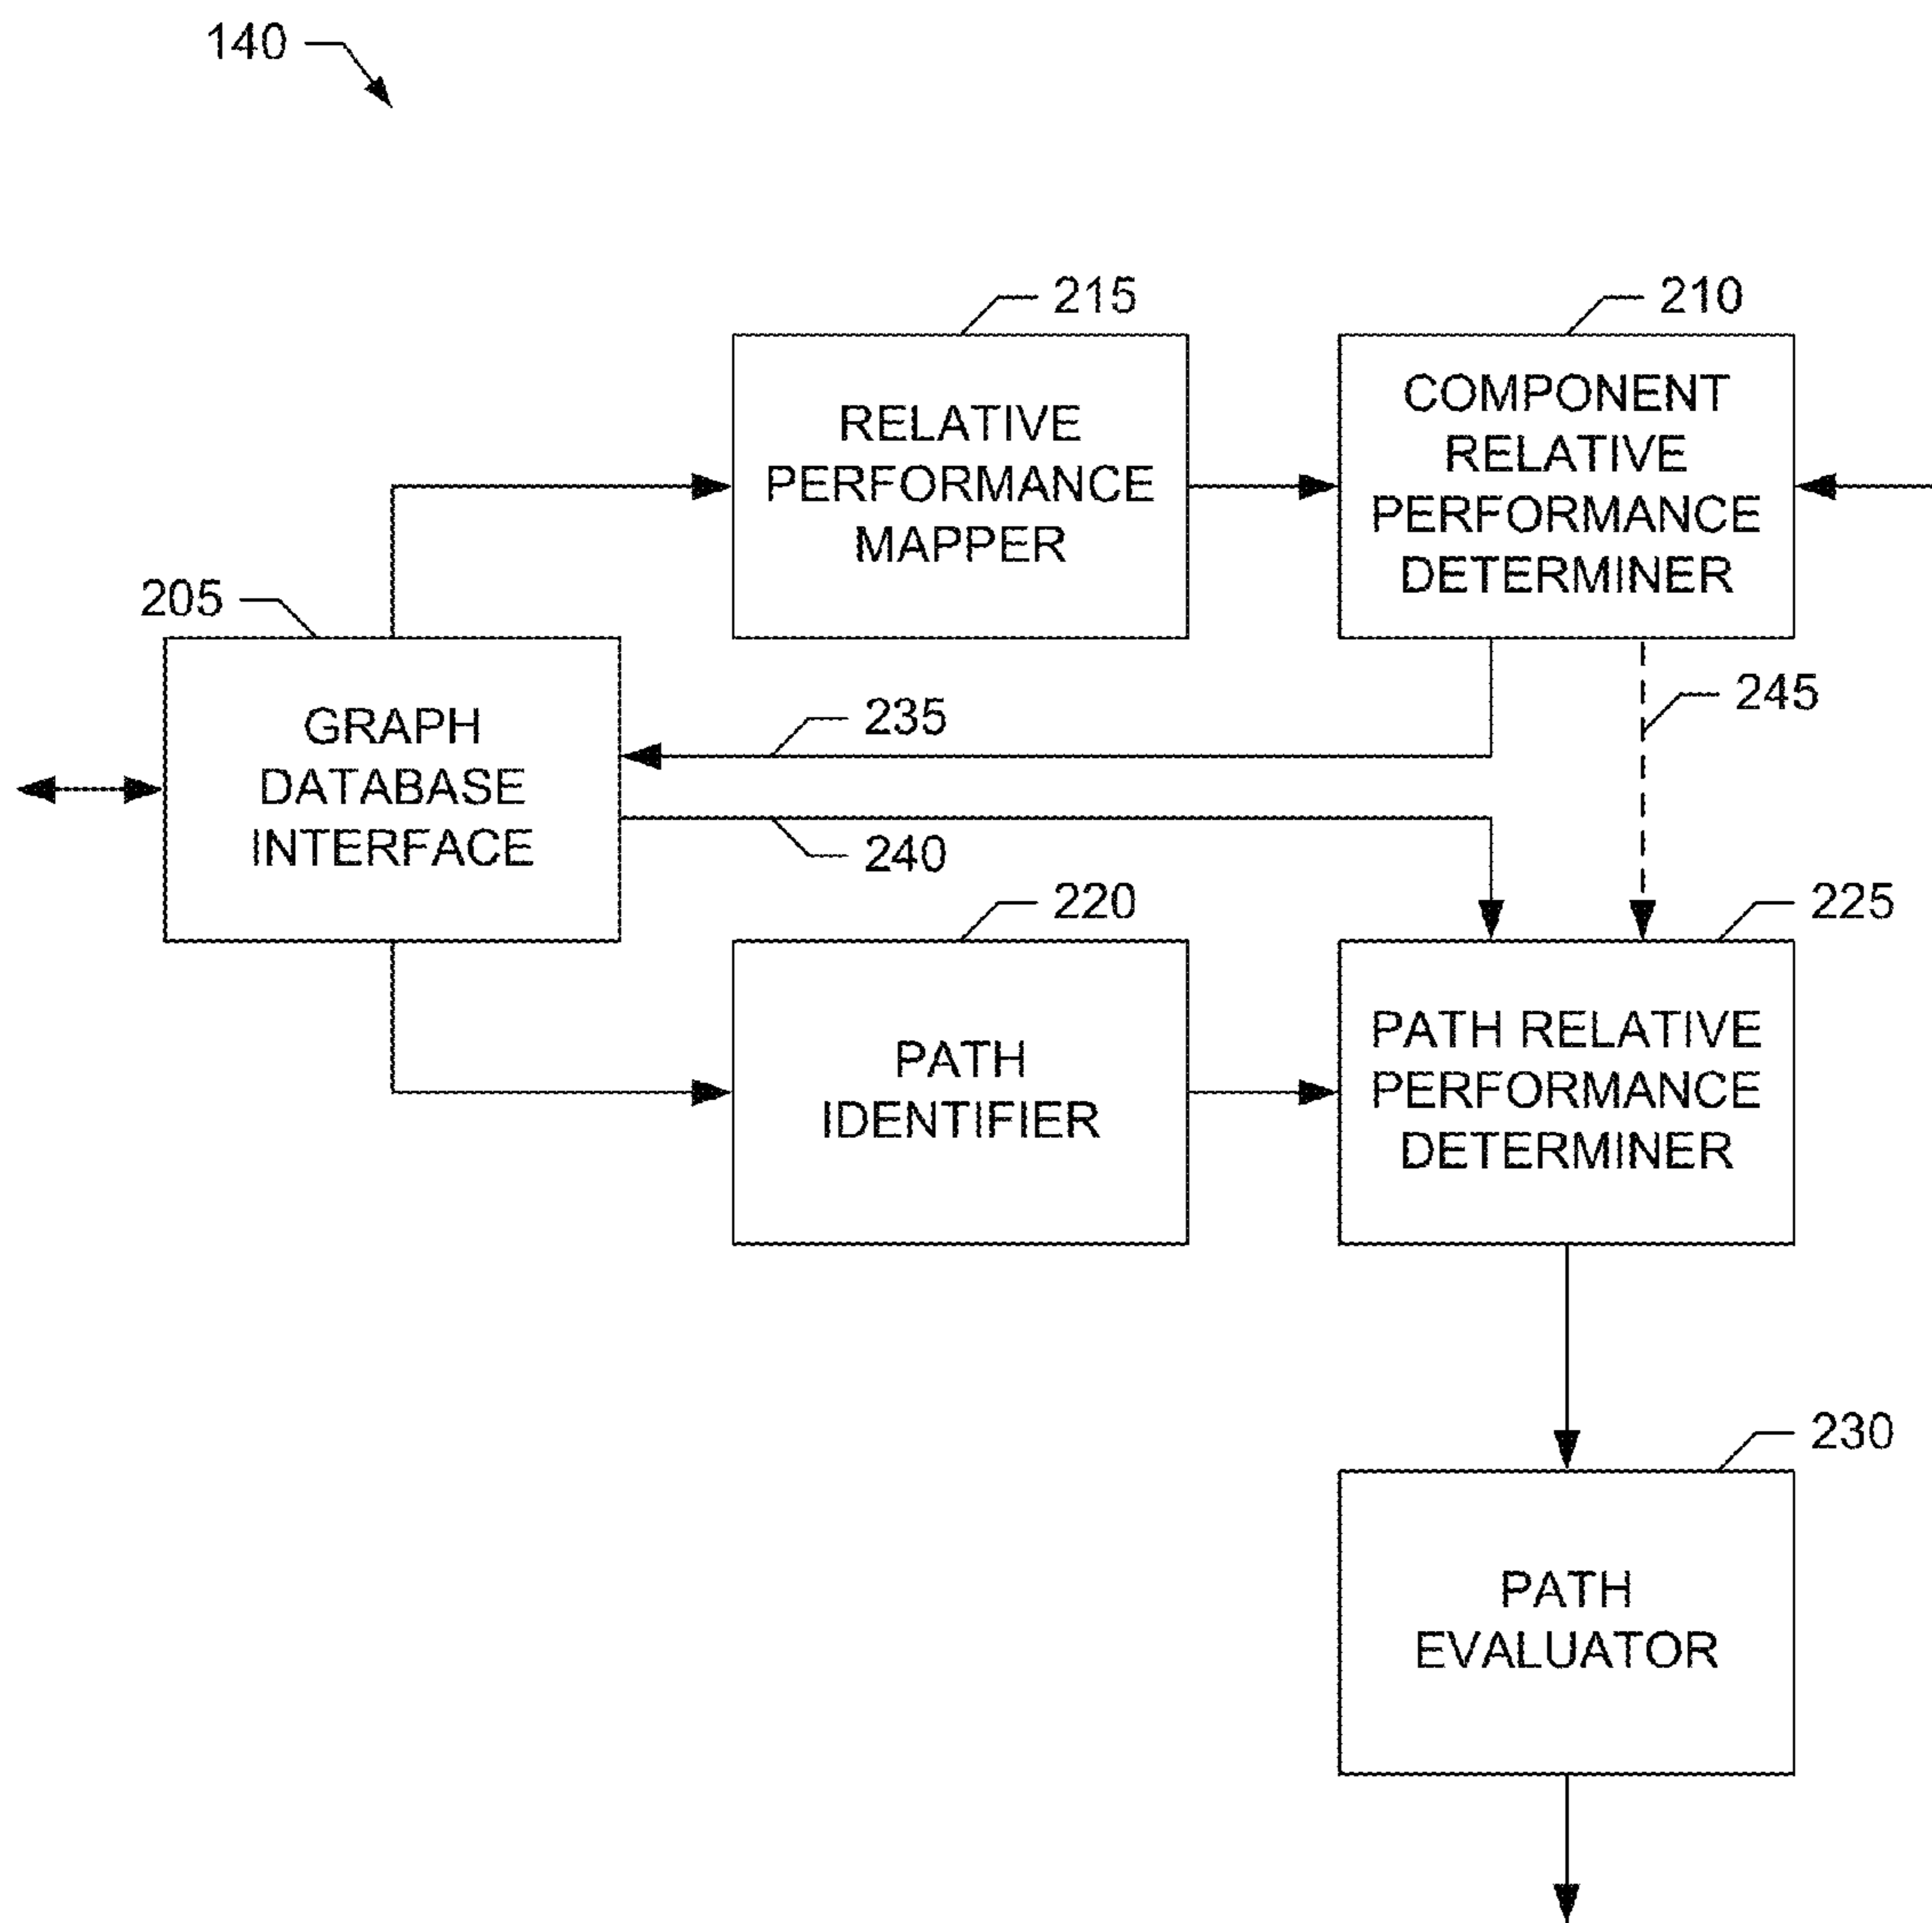 140
215
210
RELATIVE
PERFORMANCE
MAPPER
COMPONENT
RELATIVE
PERFORMANCE
DETERMINER
205
GRAPH
DATABASE
INTERFACE
235
245
240
220
225
PATH
IDENTIFIER
PATH RELATIVE
PERFORMANCE
DETERMINER
230
PATH
EVALUATOR